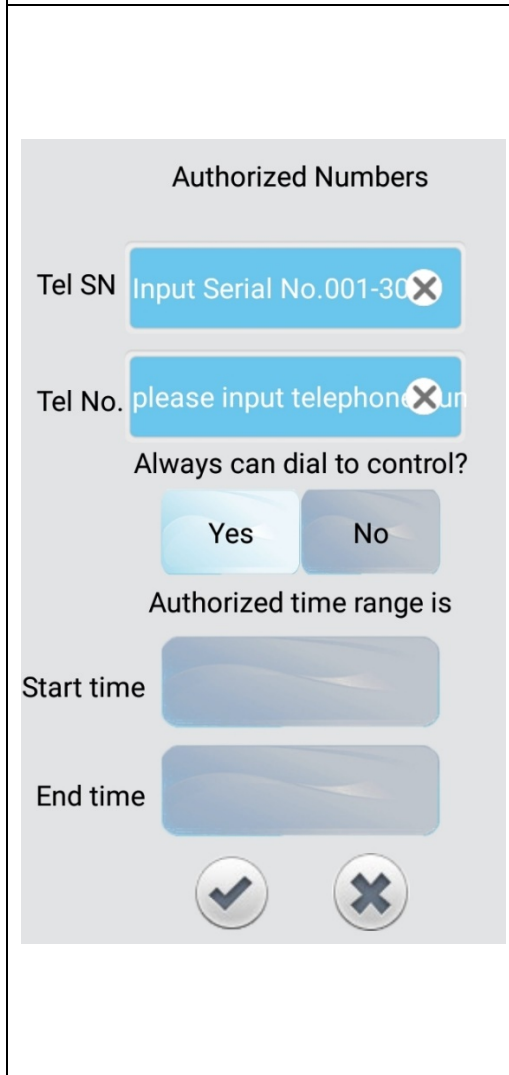 Authorized Numbers
Tel SN Input Serial No.001-30
Tel No. please input telephone
Always can dial to control?
Yes No
Authorized time range is
Start time
End time